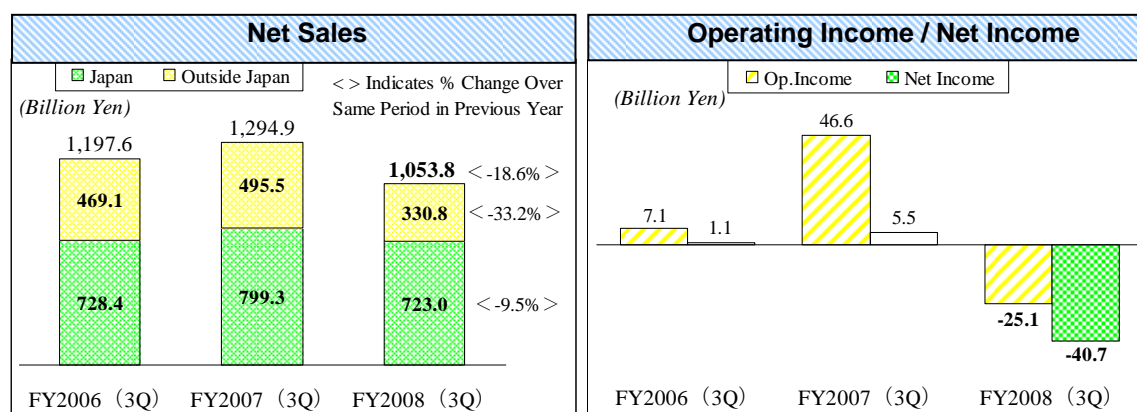 Net Sales
Japan Outside Japan
(Billion Yen)
< > Indicates % Change Over
Same Period in Previous Year
1,197.6
1,294.9
1,053.8 < -18.6% >
469.1
495.5
330.8 < -33.2% >
728.4
799.3
723.0 < -9.5% >
FY2006 (3Q) FY2007 (3Q) FY2008 (3Q)
Operating Income / Net Income
Op.Income Net Income
(Billion Yen)
46.6
7.1
1.1
5.5
-25.1
-40.7
FY2006 (3Q) FY2007 (3Q) FY2008 (3Q)